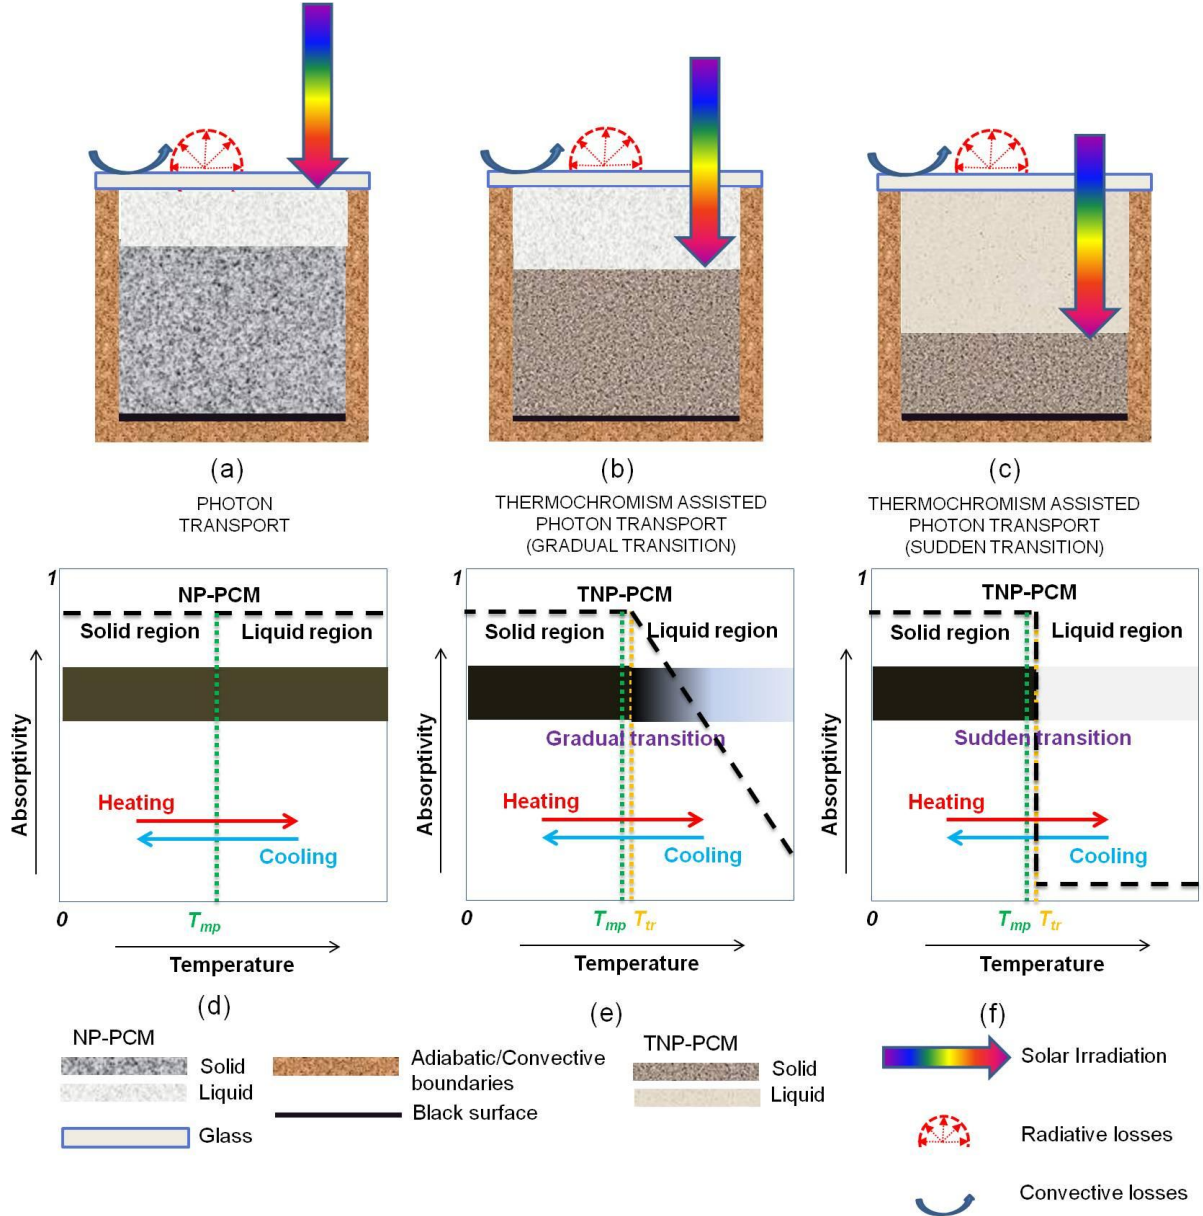 (a)
(b)
(c)
PHOTON
TRANSPORT
THERMOCHROMISM ASSISTED
PHOTON TRANSPORT
(GRADUAL TRANSITION)
THERMOCHROMISM ASSISTED
PHOTON TRANSPORT
(SUDDEN TRANSITION)
1
NP-PCM
Solid region
Liquid region
Absorptivity
Heating
Cooling
0
Tmp
Temperature
(d)
1
TNP-PCM
Solid region
Liquid region
Gradual transition
Absorptivity
Heating
Cooling
0
Tmp
Ttr
Temperature
(e)
1
TNP-PCM
Solid region
Liquid region
Sudden transition
Absorptivity
Heating
Cooling
0
Tmp
Ttr
Temperature
(f)
NP-PCM
Solid
Liquid
Glass
Adiabatic/Convective
boundaries
Black surface
TNP-PCM
Solid
Liquid
Solar Irradiation
Radiative losses
Convective losses